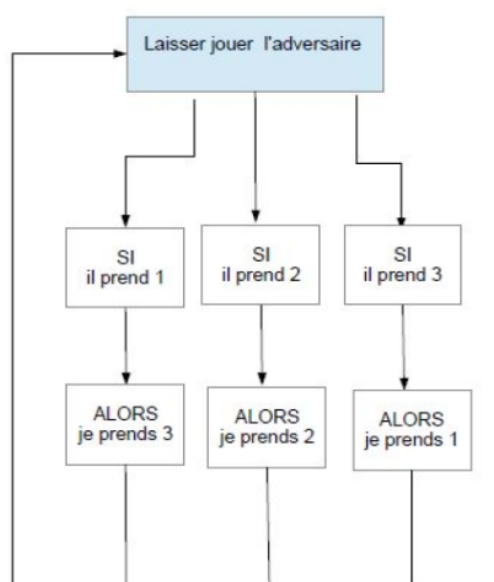 Laisser jouer l'adversaire
SI
il prend 1
SI
il prend 2
SI
il prend 3
ALORS
je prends 3
ALORS
je prends 2
ALORS
je prends 1